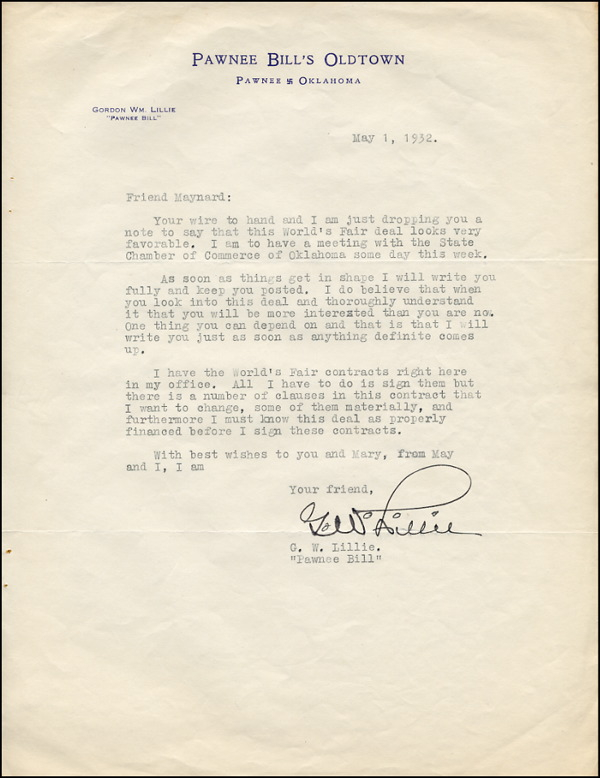 PAWNEE BILL'S OLDTOWN
PAWNEE 卐 OKLAHOMA
GORDON WM. LILLIE
"PAWNEE BILL"
May 1, 1932.
Friend Maynard:
Your wire to hand and I am just dropping you a
note to say that this World's Fair deal looks very
favorable. I am to have a meeting with the State
Chamber of Commerce of Oklahoma some day this week.
As soon as things get in shape I will write you
fully and keep you posted. I do believe that when
you look into this deal and thoroughly understand
it that you will be more interested than you are now.
One thing you can depend on and that is that I will
write you just as soon as anything definite comes
up.
I have the World's Fair contracts right here
in my office. All I have to do is sign them but
there is a number of clauses in this contract that
I want to change, some of them materially, and
furthermore I must know this deal as properly
financed before I sign these contracts.
With best wishes to you and Mary, from May
and I, I am
Your friend,
G. W. Lillie
G. W. Lillie.
"Pawnee Bill"